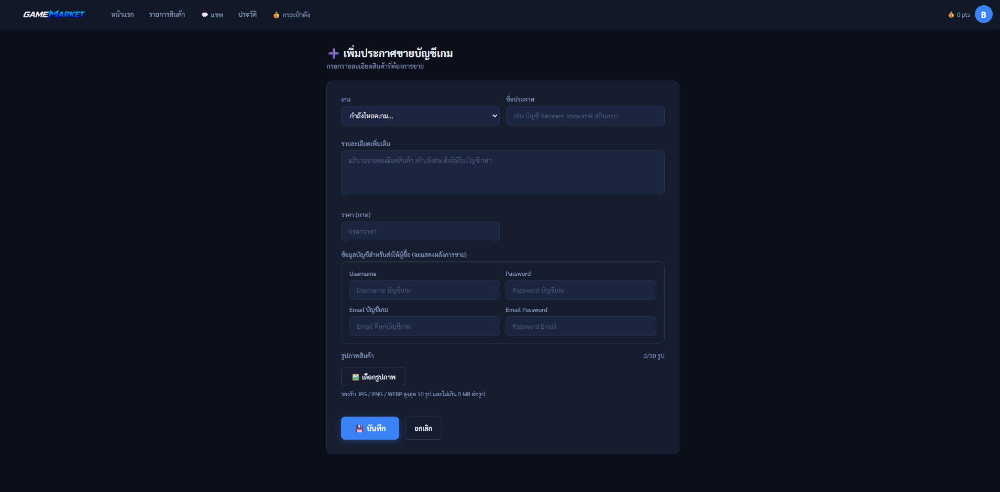 GAMEMARKET
หน้าแรก
รายการสินค้า
แชท
ประวัติ
กระเป๋าตัง
0 pts
B
เพิ่มประกาศขายบัญชีเกม
กรอกรายละเอียดสินค้าที่ต้องการขาย
เกม
ชื่อประกาศ
กำลังโหลดเกม...
เช่น บัญชี Valorant Immortal สกินครบ
รายละเอียดเพิ่มเติม
อธิบายรายละเอียดสินค้า สกินพิเศษ สิ่งที่มีในบัญชี ฯลฯ
ราคา (บาท)
กรอกราคา
ข้อมูลบัญชีสำหรับส่งให้ผู้ซื้อ (จะแสดงหลังการขาย)
Username
Password
Username บัญชีเกม
Password บัญชีเกม
Email บัญชีเกม
Email Password
Email ที่ผูกบัญชีเกม
Password Email
รูปภาพสินค้า
0/10 รูป
เลือกรูปภาพ
รองรับ JPG / PNG / WEBP สูงสุด 10 รูป และไม่เกิน 5 MB ต่อรูป
บันทึก
ยกเลิก